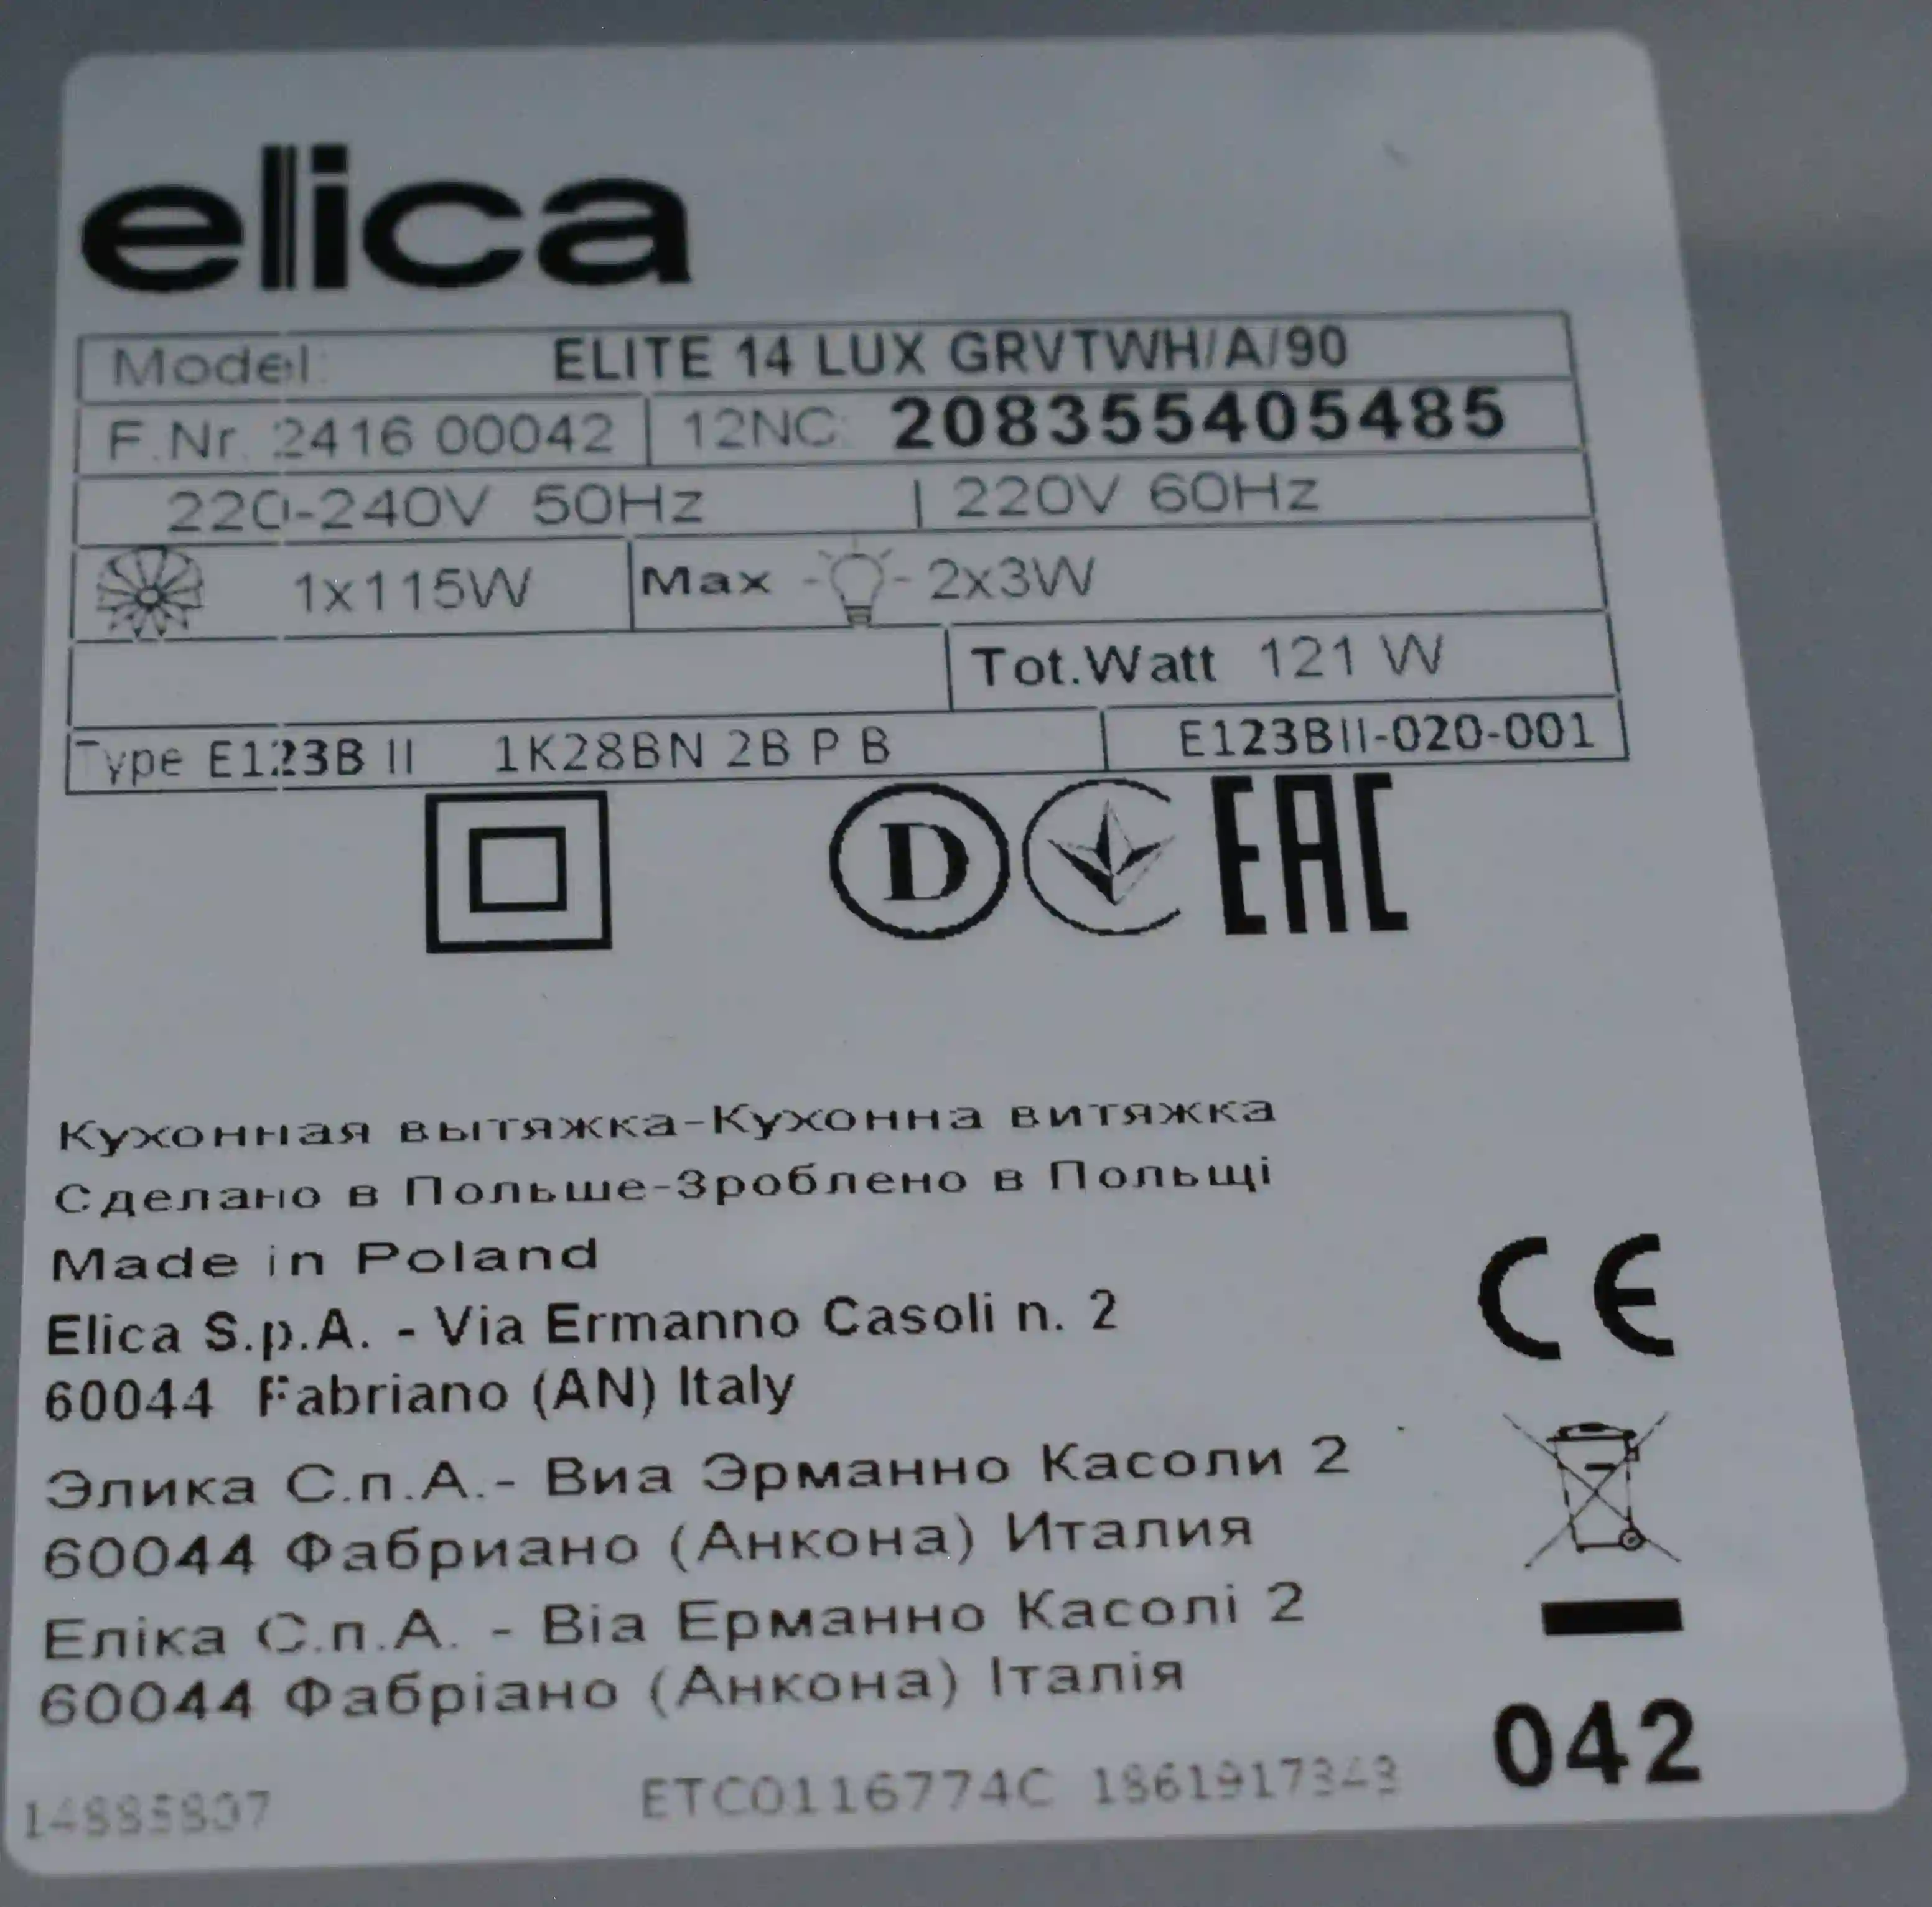 elica
Model: ELITE 14 LUX GRVTWH/A/90
F.Nr. 2416 00042 12NC: 208355405485
220-240V 50Hz | 220V 60Hz
1x115W Max 2x3W
Tot.Watt 121 W
Type E123B II 1K28BN 2B P B E123BII-020-001
D EAC
Кухонная вытяжка-Кухонна витяжка
Сделано в Польше-Зроблено в Польщі
Made in Poland
Elica S.p.A. - Via Ermanno Casoli n. 2
60044 Fabriano (AN) Italy
CE
Элика С.п.А.- Виа Эрманно Касоли 2
60044 Фабриано (Анкона) Италия
Еліка С.п.А. - Віа Ерманно Касолі 2
60044 Фабріано (Анкона) Італія
042
ETC0116774C